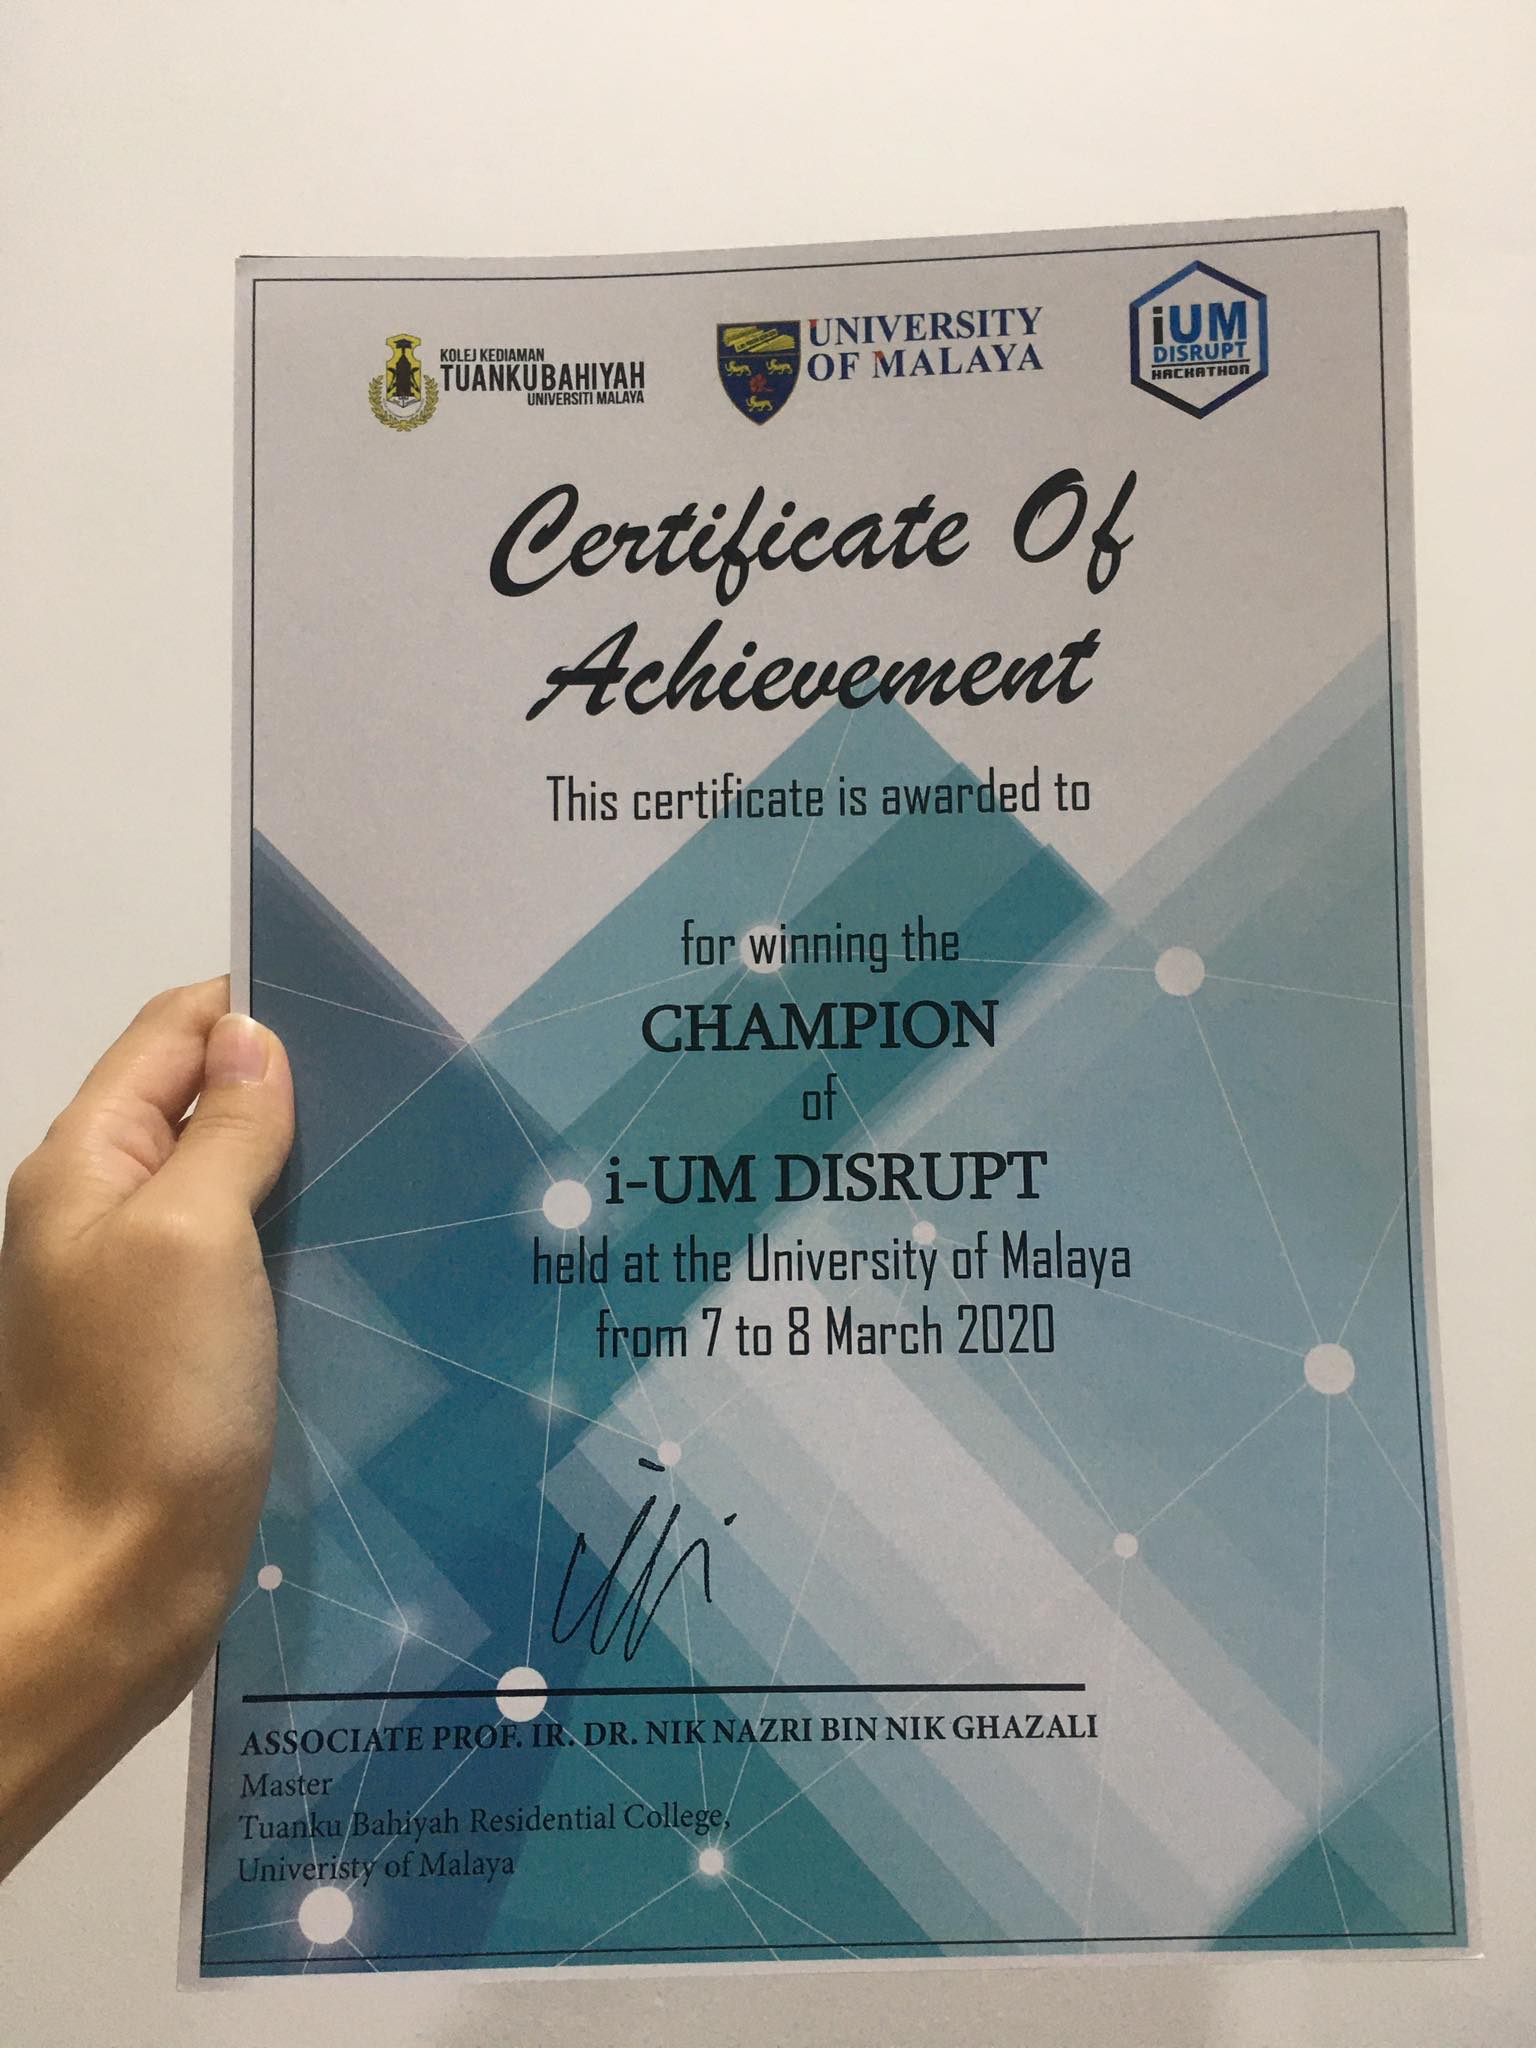 KOLEJ KEDIAMAN
TUANKU BAHIYAH
UNIVERSITI MALAYA
UNIVERSITY
OF MALAYA
iUM
DISRUPT
HACKATHON
Certificate Of
Achievement
This certificate is awarded to
for winning the
CHAMPION
of
i-UM DISRUPT
held at the University of Malaya
from 7 to 8 March 2020
ASSOCIATE PROF. IR. DR. NIK NAZRI BIN NIK GHAZALI
Master
Tuanku Bahiyah Residential College,
Univeristy of Malaya